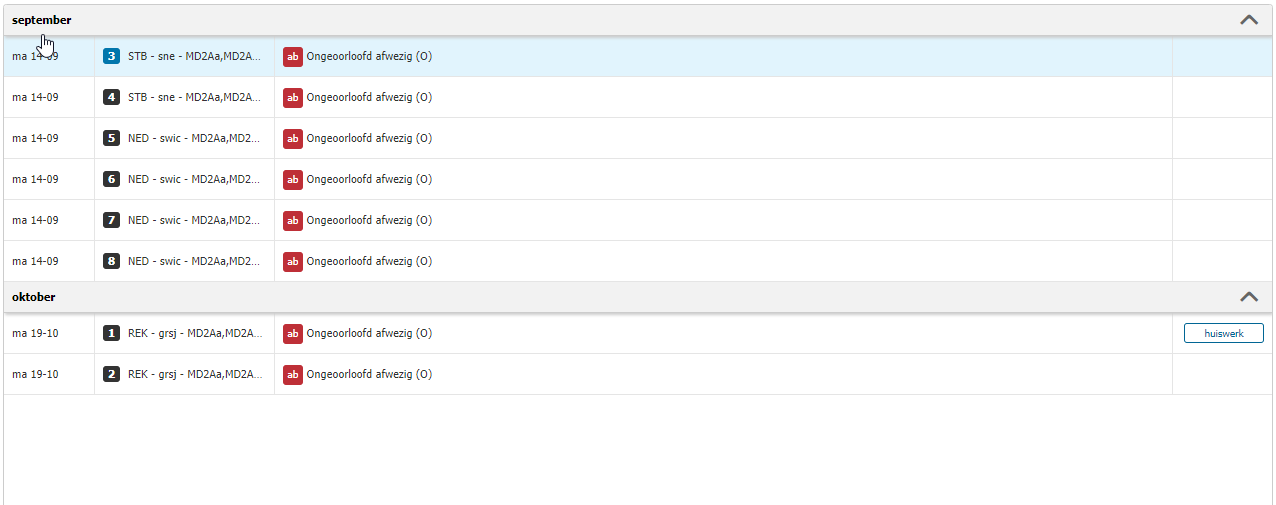 september
ma 14-09 3 STB - sne - MD2Aa,MD2A... ab Ongeoorloofd afwezig (O)
ma 14-09 4 STB - sne - MD2Aa,MD2A... ab Ongeoorloofd afwezig (O)
ma 14-09 5 NED - swic - MD2Aa,MD2... ab Ongeoorloofd afwezig (O)
ma 14-09 6 NED - swic - MD2Aa,MD2... ab Ongeoorloofd afwezig (O)
ma 14-09 7 NED - swic - MD2Aa,MD2... ab Ongeoorloofd afwezig (O)
ma 14-09 8 NED - swic - MD2Aa,MD2... ab Ongeoorloofd afwezig (O)
oktober
ma 19-10 1 REK - grsj - MD2Aa,MD2A... ab Ongeoorloofd afwezig (O) huiswerk
ma 19-10 2 REK - grsj - MD2Aa,MD2A... ab Ongeoorloofd afwezig (O)